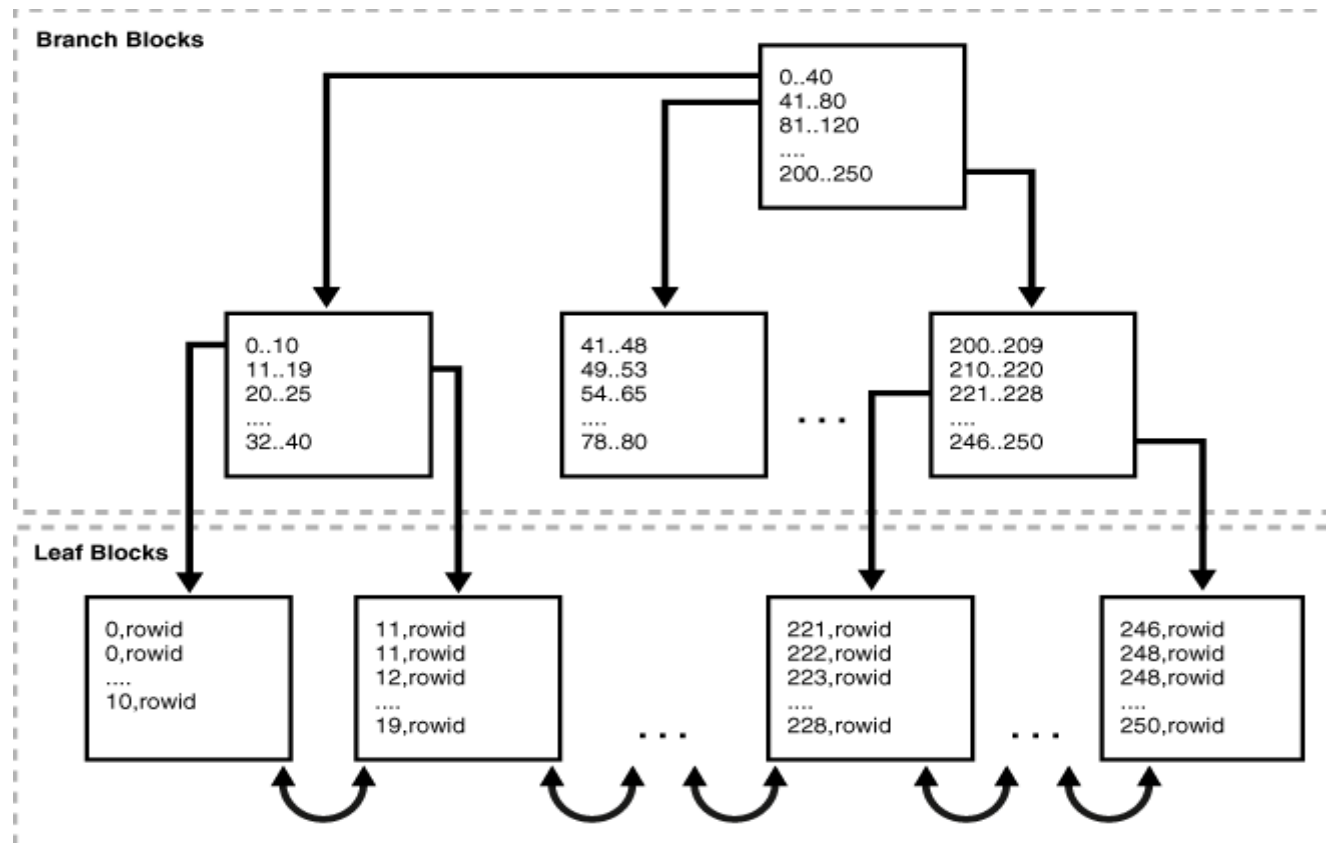 Branch Blocks
0..40
41..80
81..120
....
200..250
0..10
11..19
20..25
....
32..40
41..48
49..53
54..65
....
78..80
...
200..209
210..220
221..228
....
246..250
Leaf Blocks
0,rowid
0,rowid
....
10,rowid
11,rowid
11,rowid
12,rowid
....
19,rowid
...
221,rowid
222,rowid
223,rowid
....
228,rowid
...
246,rowid
248,rowid
248,rowid
....
250,rowid